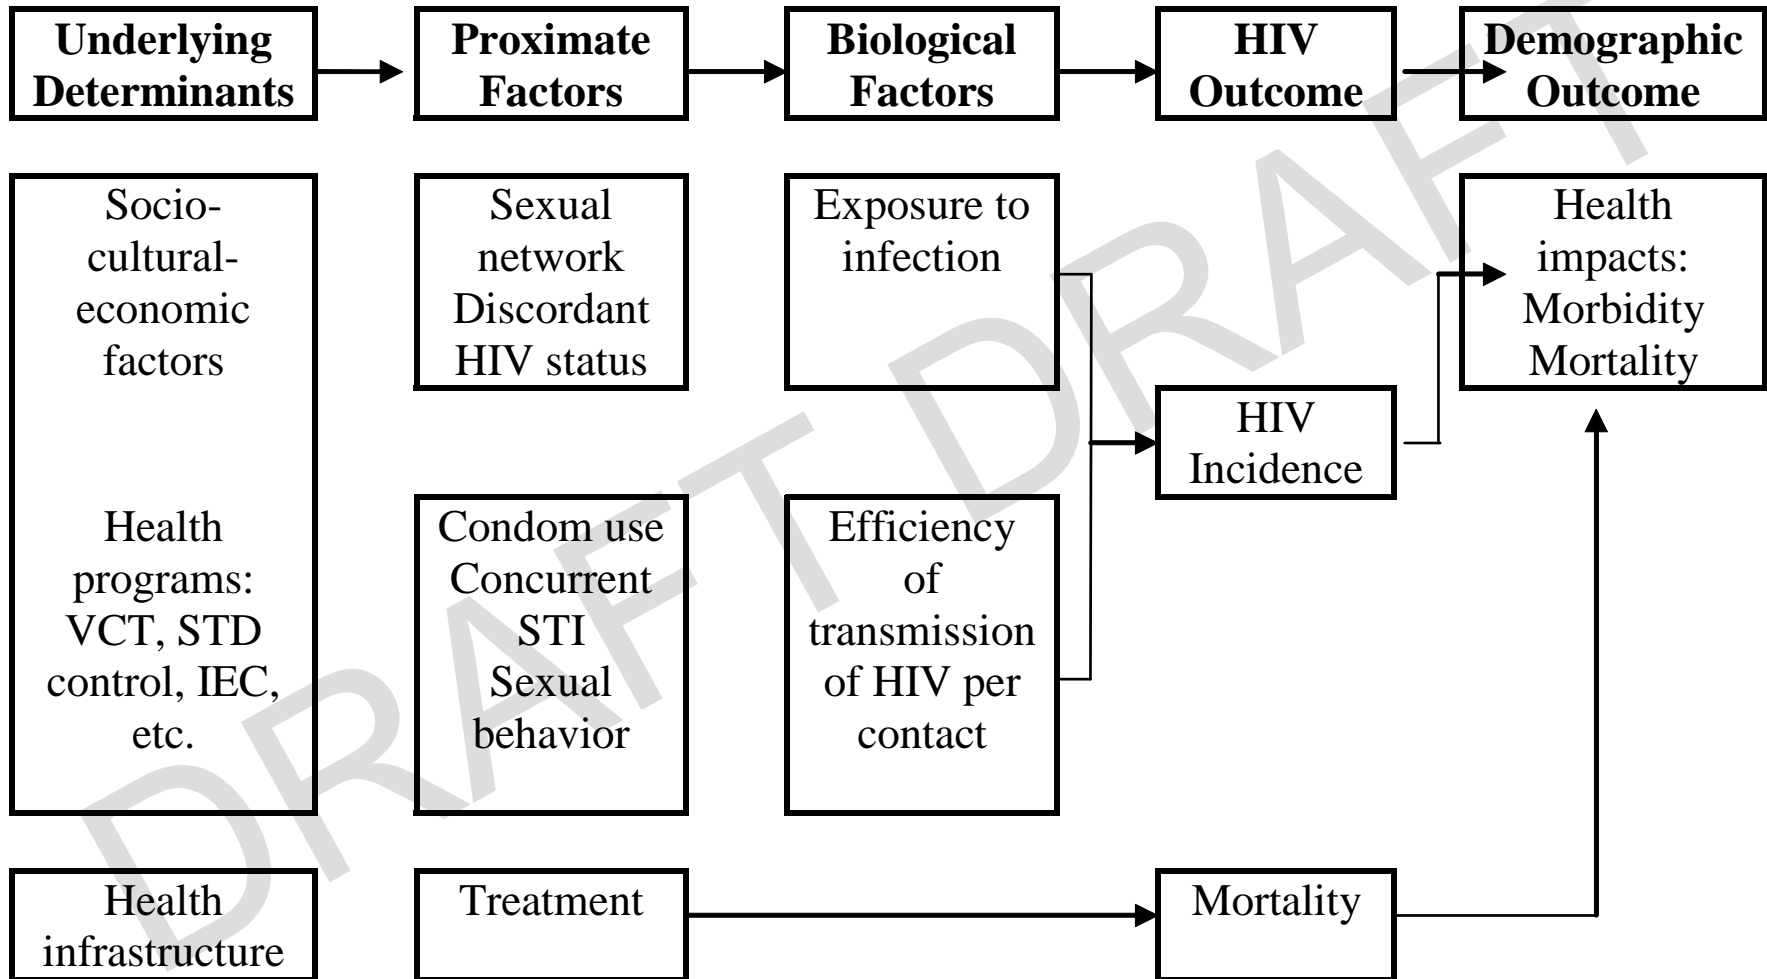 Underlying
Determinants
Proximate
Factors
Biological
Factors
HIV
Outcome
Demographic
Outcome
Socio-
cultural-
economic
factors
Health
programs:
VCT, STD
control, IEC,
etc.
Sexual
network
Discordant
HIV status
Condom use
Concurrent
STI
Sexual
behavior
Exposure to
infection
Efficiency
of
transmission
of HIV per
contact
HIV
Incidence
Health
impacts:
Morbidity
Mortality
Health
infrastructure
Treatment
Mortality
DRAFT DRAFT